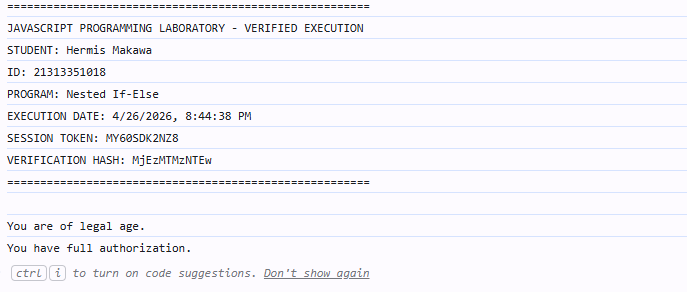 =======================================================
JAVASCRIPT PROGRAMMING LABORATORY - VERIFIED EXECUTION
STUDENT: Hermis Makawa
ID: 21313351018
PROGRAM: Nested If-Else
EXECUTION DATE: 4/26/2026, 8:44:38 PM
SESSION TOKEN: MY60SDK2NZ8
VERIFICATION HASH: MjEzMTMzNTEw
=======================================================
You are of legal age.
You have full authorization.
ctrl i to turn on code suggestions. Don't show again